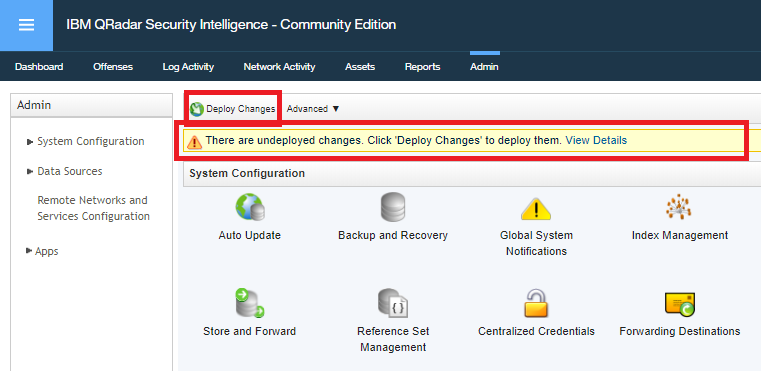 IBM QRadar Security Intelligence - Community Edition
Dashboard Offenses Log Activity Network Activity Assets Reports Admin
Admin
Deploy Changes Advanced ▼
There are undeployed changes. Click 'Deploy Changes' to deploy them. View Details
System Configuration
Data Sources
Remote Networks and
Services Configuration
Apps
System Configuration
Auto Update Backup and Recovery Global System
Notifications Index Management
Store and Forward Reference Set
Management Centralized Credentials Forwarding Destinations